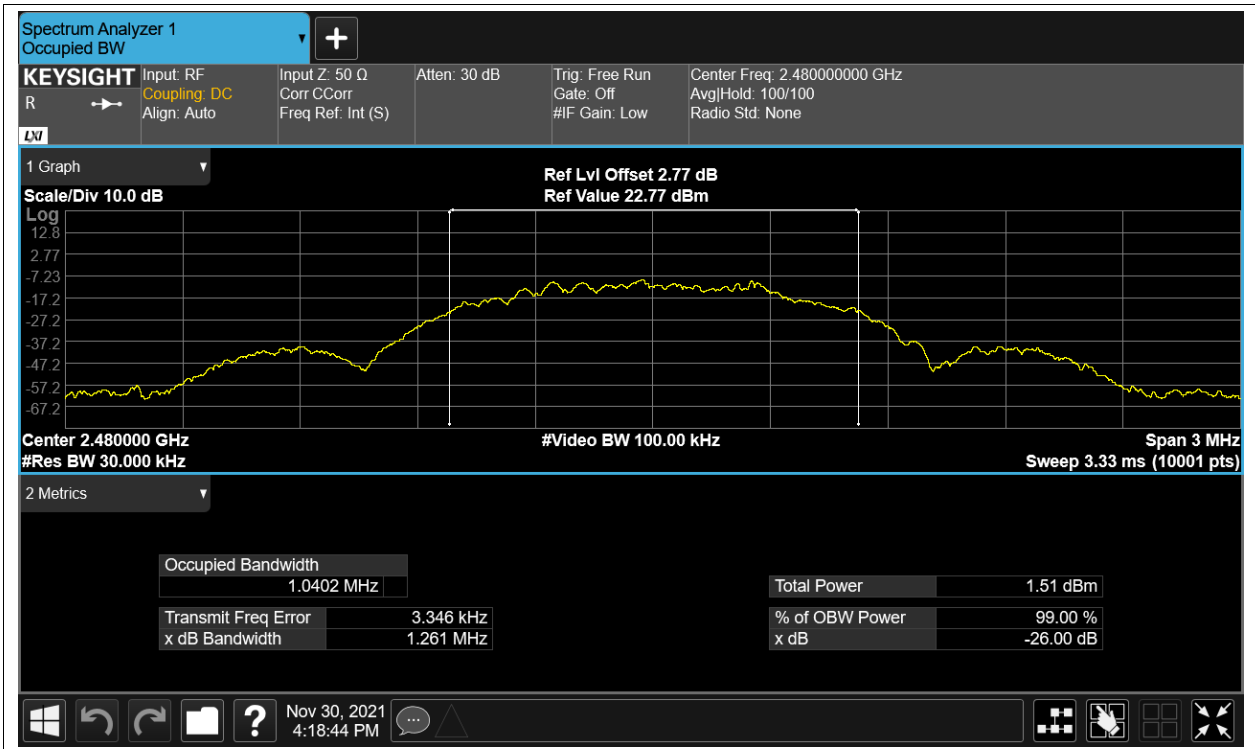 Spectrum Analyzer 1
Occupied BW
KEYSIGHT
R
LXI
Input: RF
Coupling: DC
Align: Auto
Input Z: 50 Ω
Corr CCorr
Freq Ref: Int (S)
Atten: 30 dB
Trig: Free Run
Gate: Off
#IF Gain: Low
Center Freq: 2.480000000 GHz
Avg|Hold: 100/100
Radio Std: None
1 Graph
Scale/Div 10.0 dB
Ref Lvl Offset 2.77 dB
Ref Value 22.77 dBm
Log
12.8
2.77
-7.23
-17.2
-27.2
-37.2
-47.2
-57.2
-67.2
Center 2.480000 GHz
#Res BW 30.000 kHz
#Video BW 100.00 kHz
Span 3 MHz
Sweep 3.33 ms (10001 pts)
2 Metrics
Occupied Bandwidth
1.0402 MHz
Transmit Freq Error 3.346 kHz
x dB Bandwidth 1.261 MHz
Total Power 1.51 dBm
% of OBW Power 99.00 %
x dB -26.00 dB
?
Nov 30, 2021
4:18:44 PM